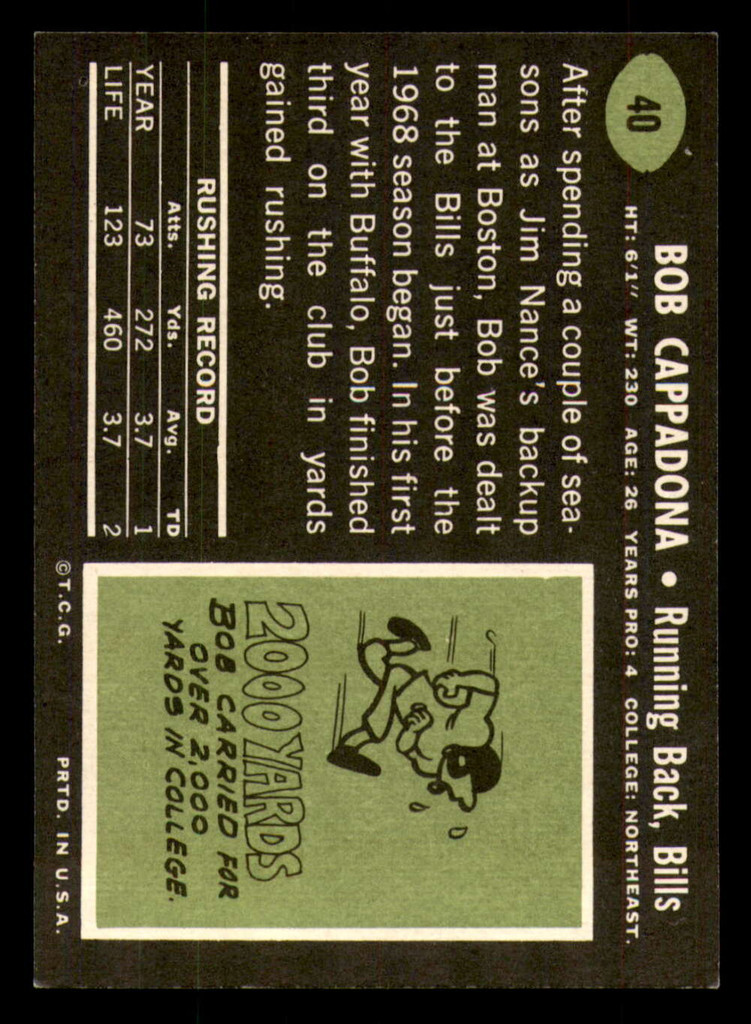 40
BOB CAPPADONA • Running Back, Bills
HT: 6'1" WT: 230 AGE: 26 YEARS PRO: 4 COLLEGE: NORTHEAST.
After spending a couple of sea-
sons as Jim Nance's backup
man at Boston, Bob was dealt
to the Bills just before the
1968 season began. In his first
year with Buffalo, Bob finished
third on the club in yards
gained rushing.
RUSHING RECORD
Atts. Yds. Avg. TD
YEAR 73 272 3.7 1
LIFE 123 460 3.7 2
2000 YARDS
BOB CARRIED FOR
OVER 2,000
YARDS IN COLLEGE.
©T.C.G. PRTD. IN U.S.A.